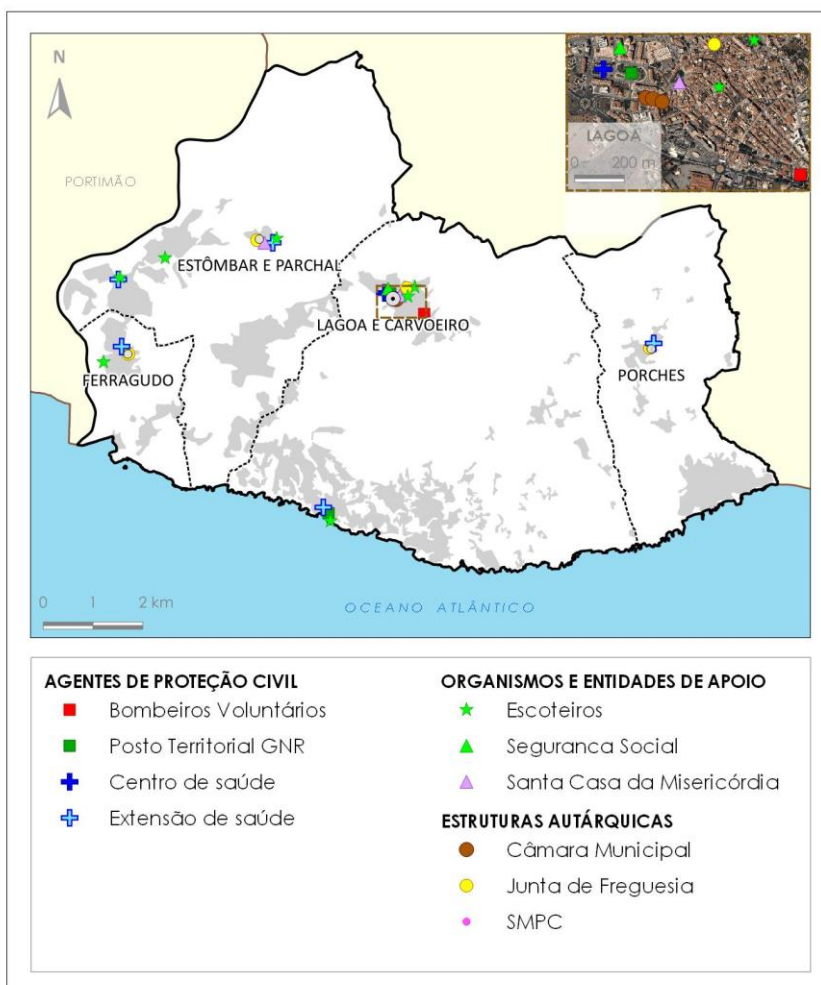 N
PORTIMÃO
LAGOA
0 200 m
ESTÔMBAR E PARCHAL
LAGOA E CARVOEIRO
FERRAGUDO
PORCHES
0 1 2 km
OCEANO ATLÂNTICO
AGENTES DE PROTEÇÃO CIVIL
Bombeiros Voluntários
Posto Territorial GNR
Centro de saúde
Extensão de saúde
ORGANISMOS E ENTIDADES DE APOIO
Escoteiros
Seguranca Social
Santa Casa da Misericórdia
ESTRUTURAS AUTÁRQUICAS
Câmara Municipal
Junta de Freguesia
SMPC